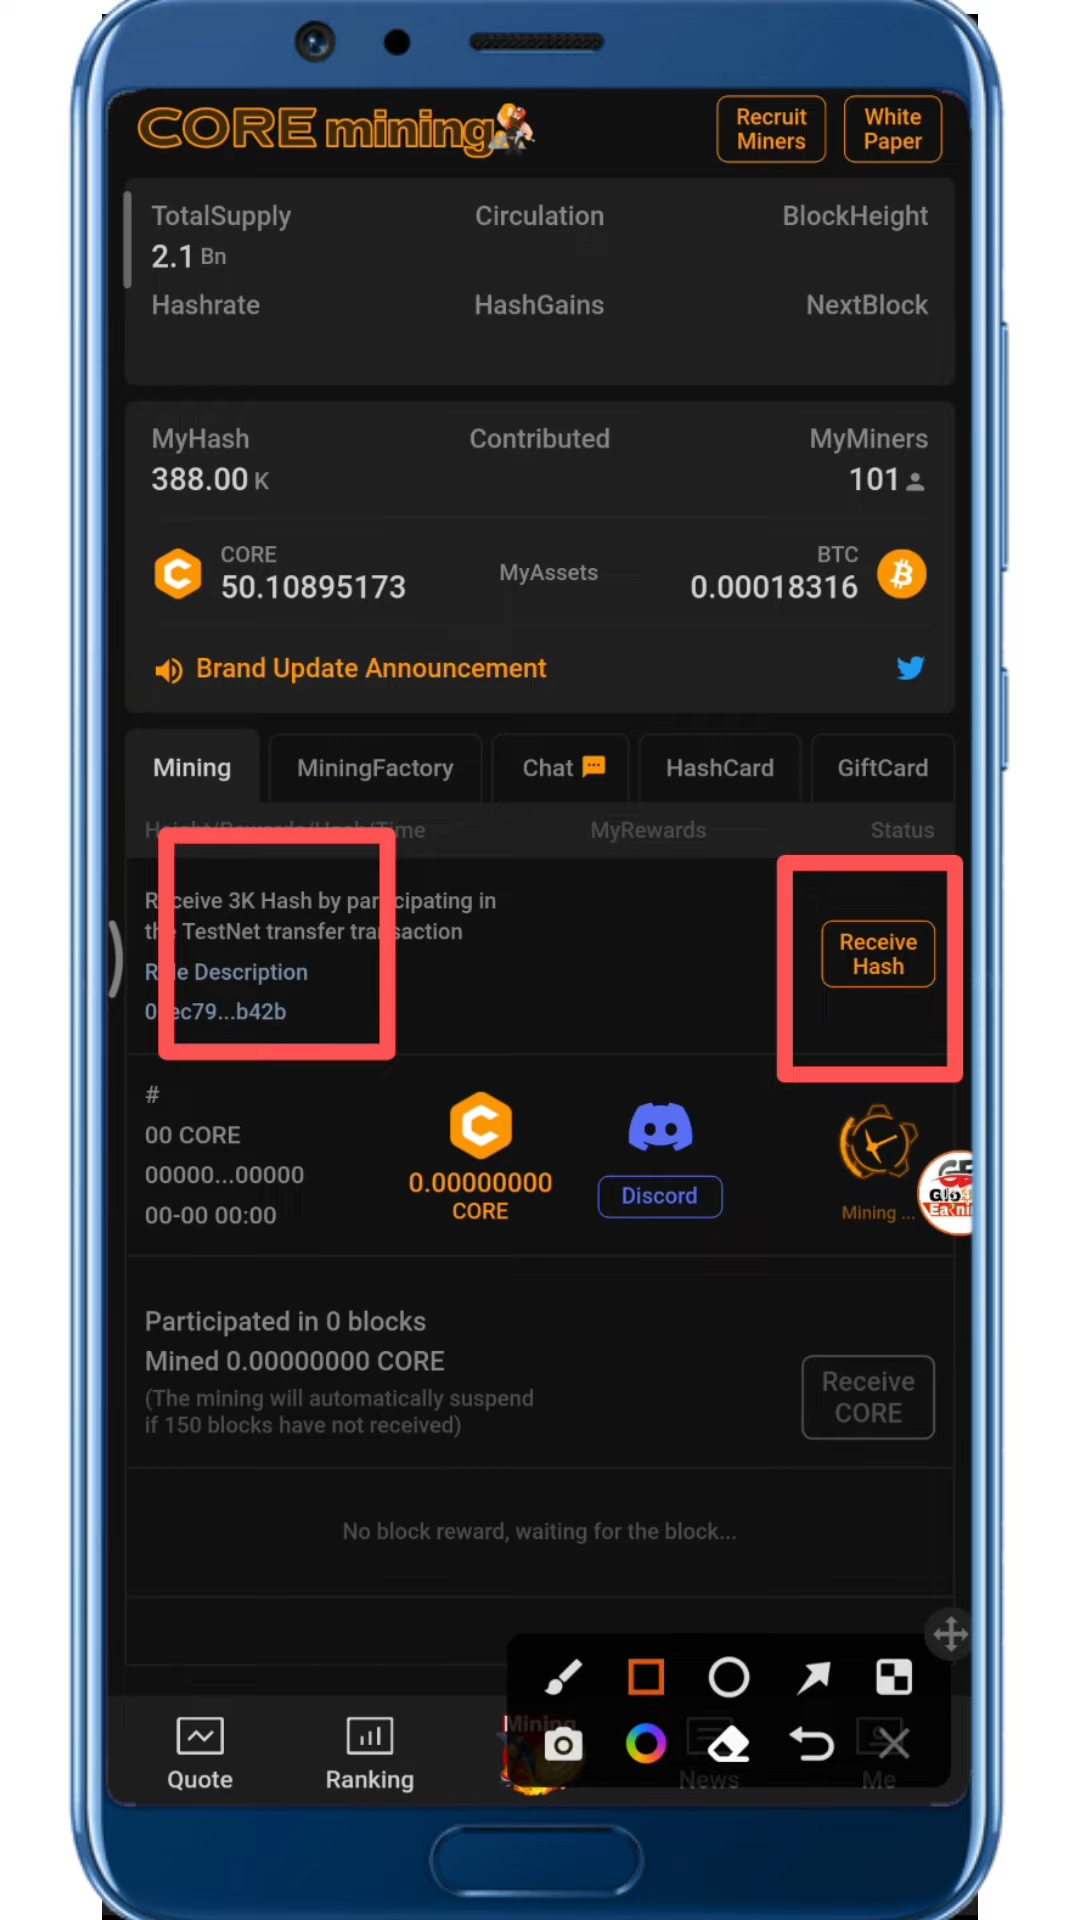 CORE mining
Recruit Miners
White Paper
TotalSupply Circulation BlockHeight
2.1 Bn
Hashrate HashGains NextBlock
MyHash Contributed MyMiners
388.00 K 101
CORE BTC
50.10895173 MyAssets 0.00018316
Brand Update Announcement
Mining MiningFactory Chat HashCard GiftCard
Height/Rewards/Hash/Time MyRewards Status
Receive 3K Hash by participating in
the TestNet transfer transaction
Rule Description
ec79...b42b
Receive
Hash
#
00 CORE
00000...00000
00-00 00:00
0.00000000
CORE
Discord
Mining ...
Participated in 0 blocks
Mined 0.00000000 CORE
(The mining will automatically suspend
if 150 blocks have not received)
Receive
CORE
No block reward, waiting for the block...
Mining
Quote Ranking News Me